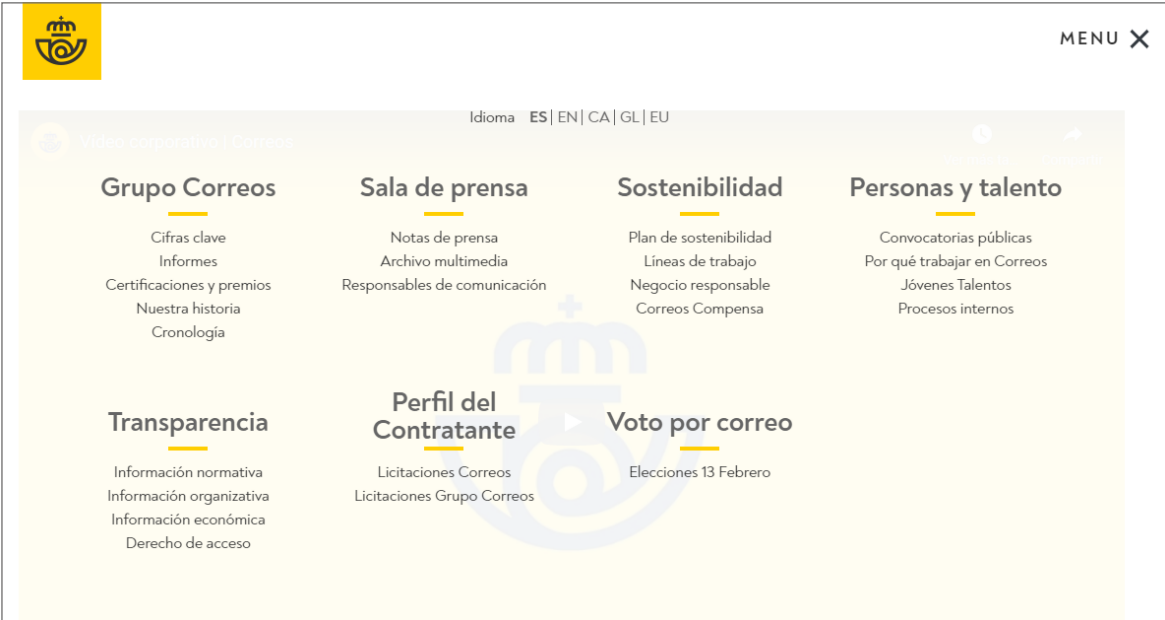 MENU
Idioma ES | EN | CA | GL | EU
Video corporativo | Correos
Grupo Correos
Cifras clave
Informes
Certificaciones y premios
Nuestra historia
Cronología
Sala de prensa
Notas de prensa
Archivo multimedia
Responsables de comunicación
Sostenibilidad
Plan de sostenibilidad
Líneas de trabajo
Negocio responsable
Correos Compensa
Personas y talento
Convocatorias públicas
Por qué trabajar en Correos
Jóvenes Talentos
Procesos internos
Transparencia
Información normativa
Información organizativa
Información económica
Derecho de acceso
Perfil del
Contratante
Licitaciones Correos
Licitaciones Grupo Correos
Voto por correo
Elecciones 13 Febrero